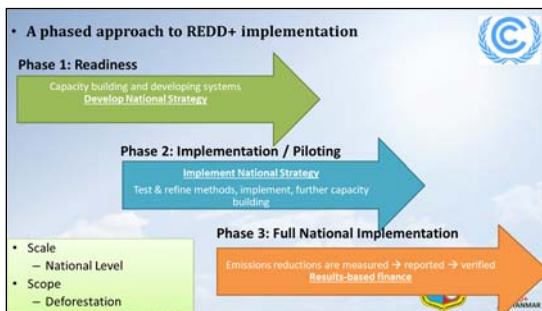 • A phased approach to REDD+ implementation
Phase 1: Readiness
Capacity building and developing systems
Develop National Strategy
Phase 2: Implementation / Piloting
Implement National Strategy
Test & refine methods, implement, further capacity
building
Phase 3: Full National Implementation
Emissions reductions are measured → reported → verified
Results-based finance
• Scale
– National Level
• Scope
– Deforestation